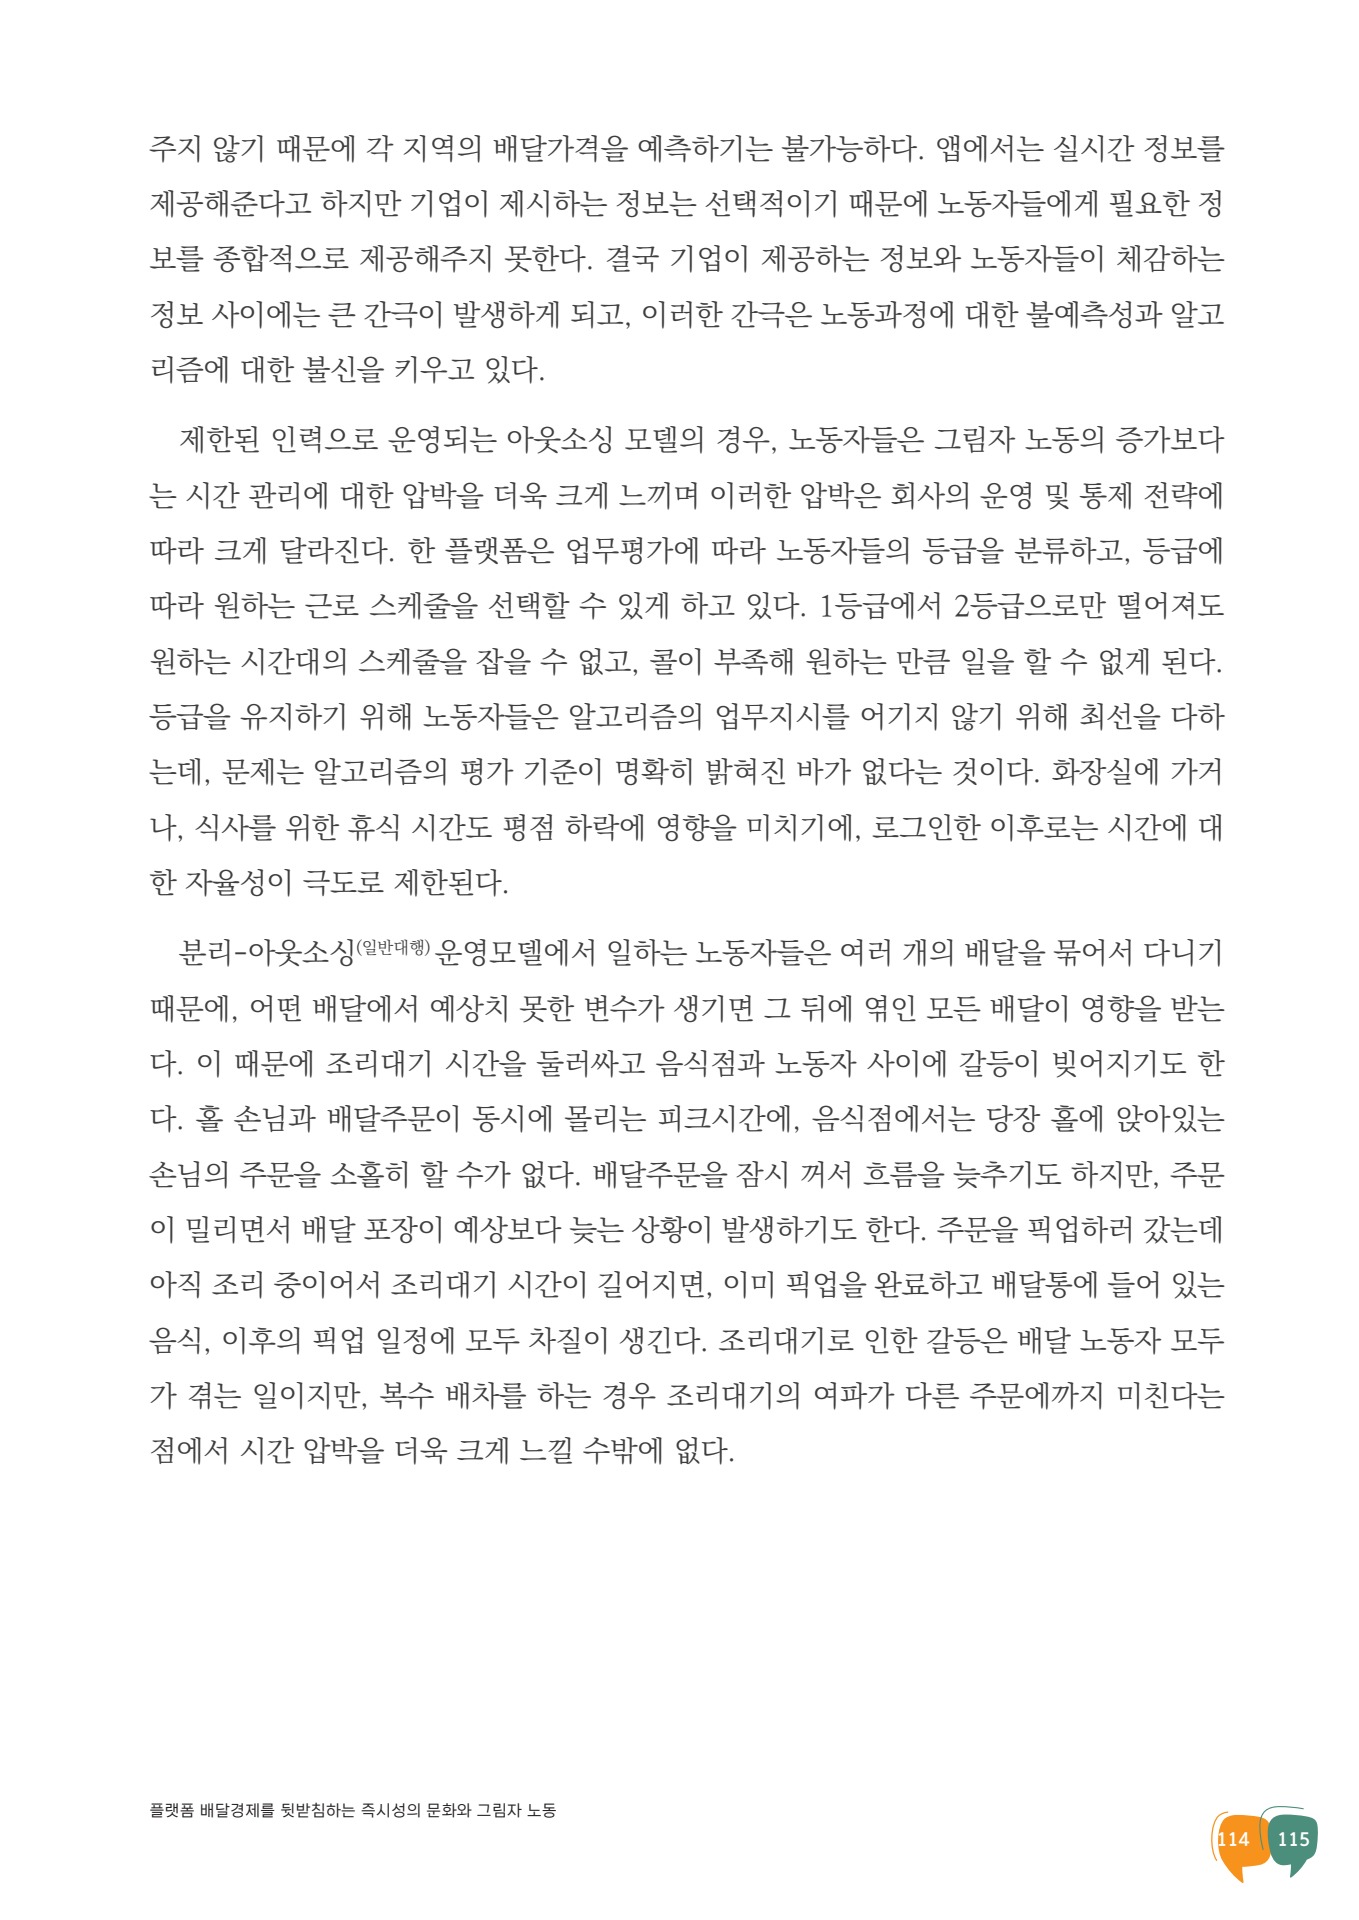 주지 않기 때문에 각 지역의 배달가격을 예측하기는 불가능하다. 앱에서는 실시간 정보를
제공해준다고 하지만 기업이 제시하는 정보는 선택적이기 때문에 노동자들에게 필요한 정
보를 종합적으로 제공해주지 못한다. 결국 기업이 제공하는 정보와 노동자들이 체감하는
정보 사이에는 큰 간극이 발생하게 되고, 이러한 간극은 노동과정에 대한 불예측성과 알고
리즘에 대한 불신을 키우고 있다.
제한된 인력으로 운영되는 아웃소싱 모델의 경우, 노동자들은 그림자 노동의 증가보다
는 시간 관리에 대한 압박을 더욱 크게 느끼며 이러한 압박은 회사의 운영 및 통제 전략에
따라 크게 달라진다. 한 플랫폼은 업무평가에 따라 노동자들의 등급을 분류하고, 등급에
따라 원하는 근로 스케줄을 선택할 수 있게 하고 있다. 1등급에서 2등급으로만 떨어져도
원하는 시간대의 스케줄을 잡을 수 없고, 콜이 부족해 원하는 만큼 일을 할 수 없게 된다.
등급을 유지하기 위해 노동자들은 알고리즘의 업무지시를 어기지 않기 위해 최선을 다하
는데, 문제는 알고리즘의 평가 기준이 명확히 밝혀진 바가 없다는 것이다. 화장실에 가거
나, 식사를 위한 휴식 시간도 평점 하락에 영향을 미치기에, 로그인한 이후로는 시간에 대
한 자율성이 극도로 제한된다.
분리-아웃소싱(일반대행) 운영모델에서 일하는 노동자들은 여러 개의 배달을 묶어서 다니기
때문에, 어떤 배달에서 예상치 못한 변수가 생기면 그 뒤에 엮인 모든 배달이 영향을 받는
다. 이 때문에 조리대기 시간을 둘러싸고 음식점과 노동자 사이에 갈등이 빚어지기도 한
다. 홀 손님과 배달주문이 동시에 몰리는 피크시간에, 음식점에서는 당장 홀에 앉아있는
손님의 주문을 소홀히 할 수가 없다. 배달주문을 잠시 꺼서 흐름을 늦추기도 하지만, 주문
이 밀리면서 배달 포장이 예상보다 늦는 상황이 발생하기도 한다. 주문을 픽업하러 갔는데
아직 조리 중이어서 조리대기 시간이 길어지면, 이미 픽업을 완료하고 배달통에 들어 있는
음식, 이후의 픽업 일정에 모두 차질이 생긴다. 조리대기로 인한 갈등은 배달 노동자 모두
가 겪는 일이지만, 복수 배차를 하는 경우 조리대기의 여파가 다른 주문에까지 미친다는
점에서 시간 압박을 더욱 크게 느낄 수밖에 없다.
플랫폼 배달경제를 뒷받침하는 즉시성의 문화와 그림자 노동
114 115